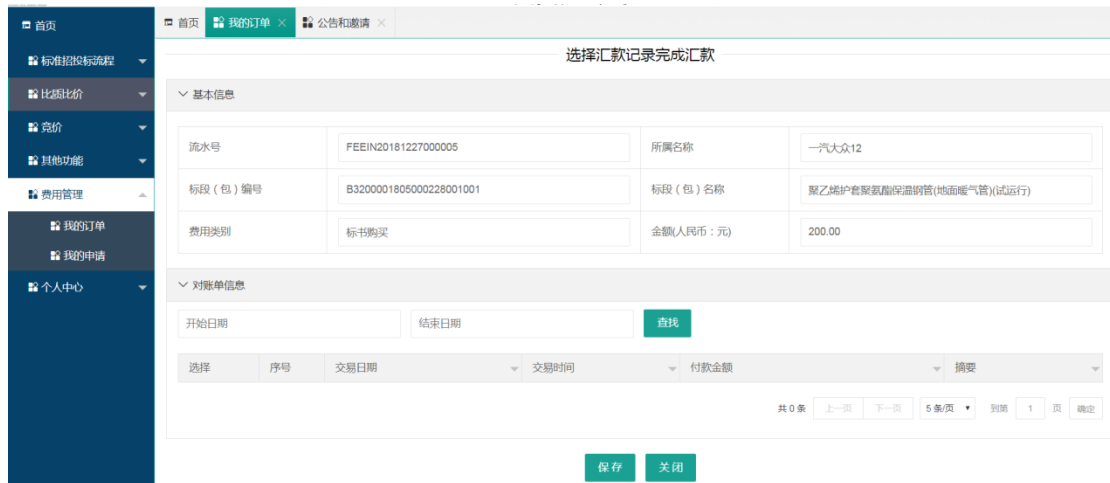 首页
标准招投标流程
比质比价
竞价
其他功能
费用管理
我的订单
我的申请
个人中心
首页 我的订单 × 公告和邀请 ×
选择汇款记录完成汇款
基本信息
流水号 FEEIN20181227000005 所属名称 一汽大众12
标段（包）编号 B3200001805000228001001 标段（包）名称 聚乙烯护套聚氨酯保温钢管(地面暖气管)(试运行)
费用类别 标书购买 金额(人民币：元) 200.00
对账单信息
开始日期 结束日期 查找
选择 序号 交易日期 交易时间 付款金额 摘要
共 0 条 上一页 下一页 5 条/页 到第 1 页 确定
保存 关闭